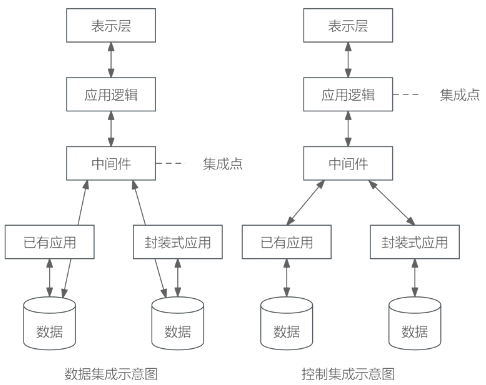 表示层
应用逻辑
中间件
集成点
已有应用
封装式应用
数据
数据
数据集成示意图
表示层
应用逻辑
集成点
中间件
已有应用
封装式应用
数据
数据
控制集成示意图